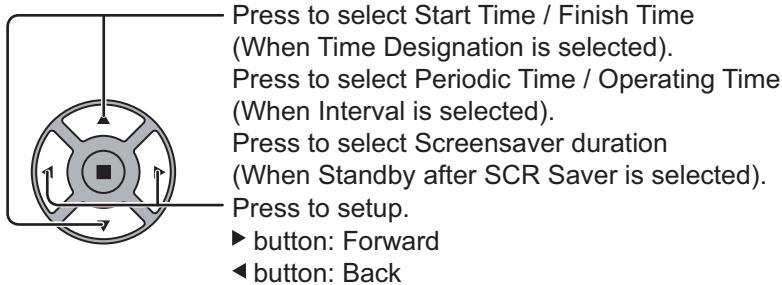 Press to select Start Time / Finish Time
(When Time Designation is selected).
Press to select Periodic Time / Operating Time
(When Interval is selected).
Press to select Screensaver duration
(When Standby after SCR Saver is selected).
Press to setup.
▶ button: Forward
◀ button: Back